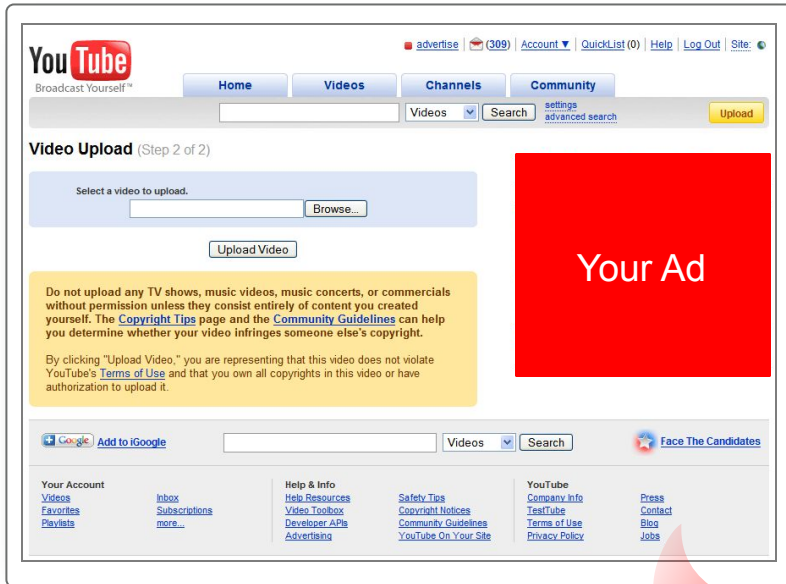 You Tube
Broadcast Yourself™
advertise (309) Account ▼ QuickList (0) Help Log Out Site:
Home Videos Channels Community
Videos Search settings
advanced search
Upload
Video Upload (Step 2 of 2)
Select a video to upload.
Browse...
Upload Video
Your Ad
Do not upload any TV shows, music videos, music concerts, or commercials
without permission unless they consist entirely of content you created
yourself. The Copyright Tips page and the Community Guidelines can help
you determine whether your video infringes someone else's copyright.
By clicking "Upload Video," you are representing that this video does not violate
YouTube's Terms of Use and that you own all copyrights in this video or have
authorization to upload it.
Google Add to iGoogle Videos Search Face The Candidates
Your Account Help & Info YouTube
Videos Inbox Help Resources Safety Tips Company Info Press
Favorites Subscriptions Video Toolbox Copyright Notices TestTube Contact
Playlists more... Developer APIs Community Guidelines Terms of Use Blog
Advertising YouTube On Your Site Privacy Policy Jobs